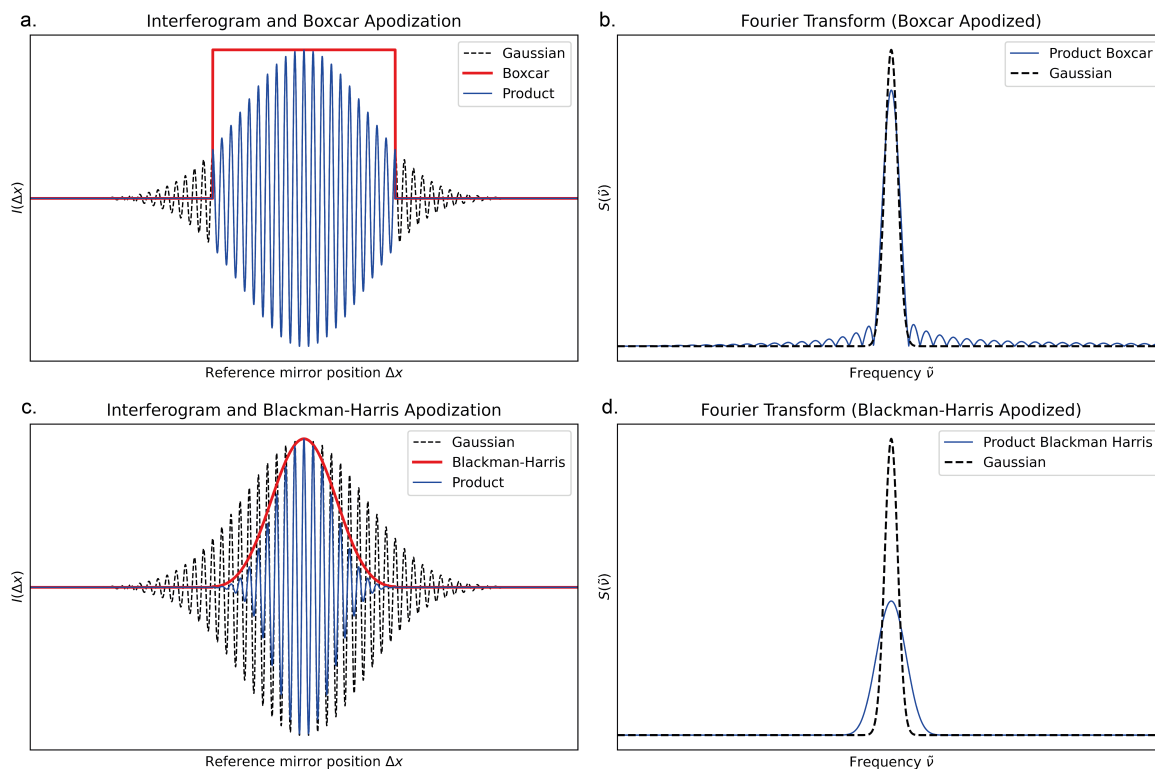 a.
Interferogram and Boxcar Apodization
Gaussian
Boxcar
Product
I(Δx)
Reference mirror position Δx
b.
Fourier Transform (Boxcar Apodized)
Product Boxcar
Gaussian
S(ν̃)
Frequency ν̃
c.
Interferogram and Blackman-Harris Apodization
Gaussian
Blackman-Harris
Product
I(Δx)
Reference mirror position Δx
d.
Fourier Transform (Blackman-Harris Apodized)
Product Blackman Harris
Gaussian
S(ν̃)
Frequency ν̃